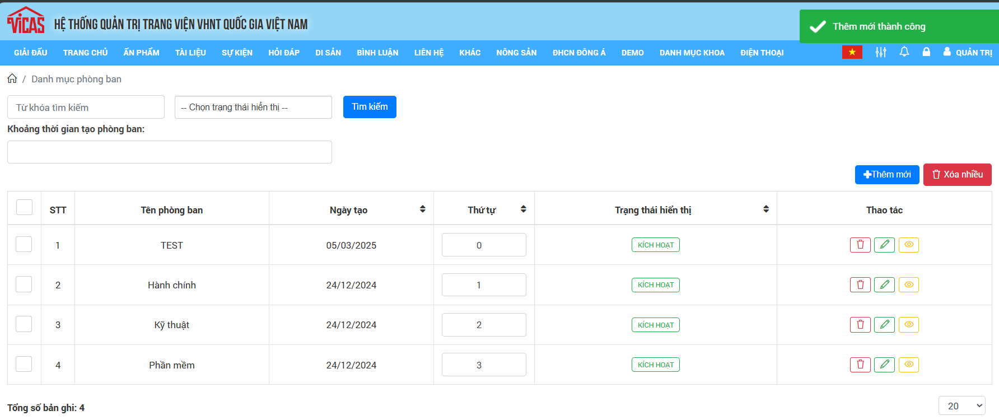 VICAS HỆ THỐNG QUẢN TRỊ TRANG VIỆN VHNT QUỐC GIA VIỆT NAM
Thêm mới thành công
GIẢI ĐẤU TRANG CHỦ ẤN PHẨM TÀI LIỆU SỰ KIỆN HỎI ĐÁP DI SẢN BÌNH LUẬN LIÊN HỆ KHÁC NÔNG SẢN ĐHCN ĐÔNG Á DEMO DANH MỤC KHOA ĐIỆN THOẠI QUẢN TRỊ
/ Danh mục phòng ban
Từ khóa tìm kiếm -- Chọn trạng thái hiển thị -- Tìm kiếm
Khoảng thời gian tạo phòng ban:
Thêm mới Xóa nhiều
STT Tên phòng ban Ngày tạo Thứ tự Trạng thái hiển thị Thao tác
1 TEST 05/03/2025 0 KÍCH HOẠT
2 Hành chính 24/12/2024 1 KÍCH HOẠT
3 Kỹ thuật 24/12/2024 2 KÍCH HOẠT
4 Phần mềm 24/12/2024 3 KÍCH HOẠT
Tổng số bản ghi: 4 20